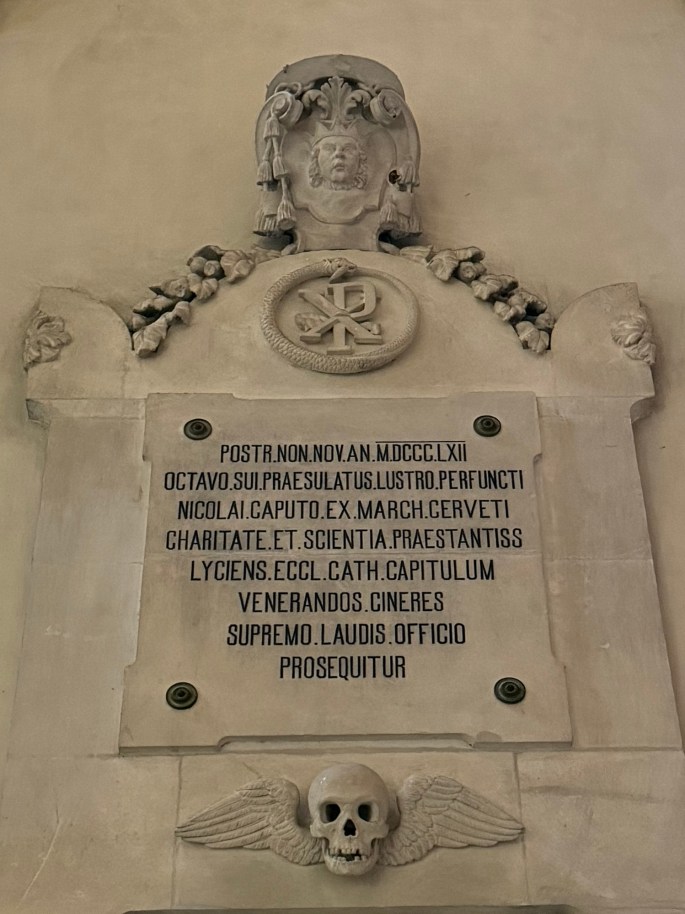 POSTR.NON.NOV.AN.M.DCCC.LXII
OCTAVO.SUI.PRAESULATUS.LUSTRO.PERFUNCTI
NICOLAI.CAPUTO.EX.MARCH.CERVETI
CHARITATE.ET.SCIENTIA.PRAESTANTISS
LYCIENS.ECCL.CATH.CAPITULUM
VENERANDOS.CINERES
SUPREMO.LAUDIS.OFFICIO
PROSEQUITUR